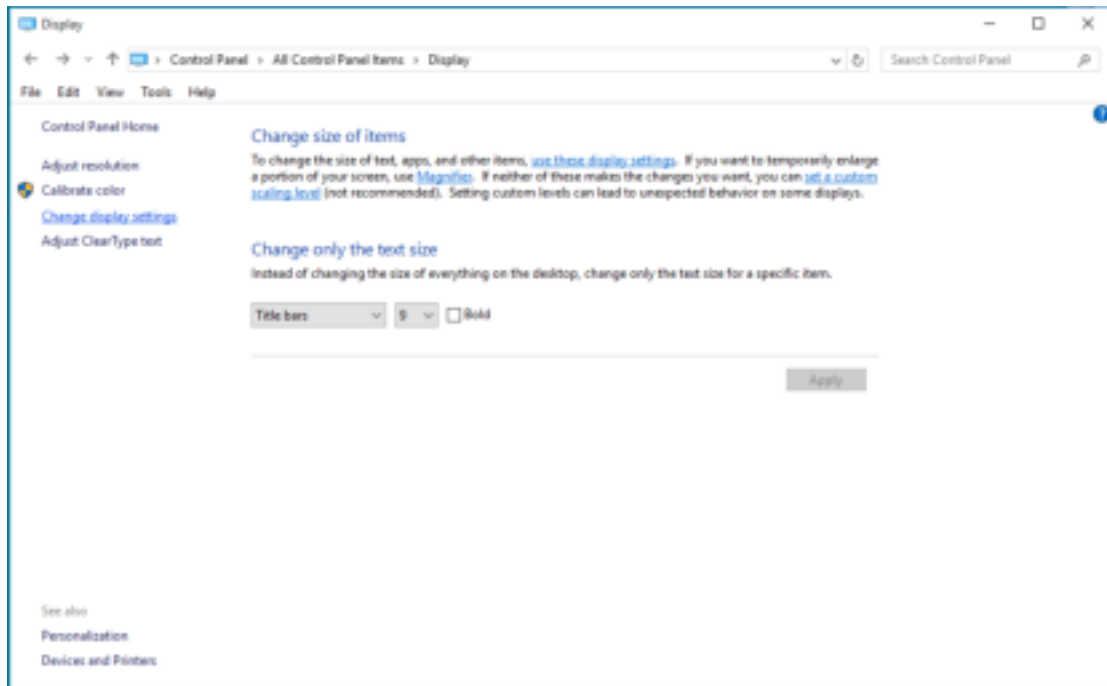 Display
Control Panel > All Control Panel Items > Display
Search Control Panel
File Edit View Tools Help
Control Panel Home
Adjust resolution
Calibrate color
Change display settings
Adjust ClearType text
Change size of items
To change the size of text, apps, and other items, use these display settings. If you want to temporarily enlarge
a portion of your screen, use Magnifier. If neither of these makes the changes you want, you can set a custom
scaling level (not recommended). Setting custom levels can lead to unexpected behavior on some displays.
Change only the text size
Instead of changing the size of everything on the desktop, change only the text size for a specific item.
Title bars 9 Bold
Apply
See also
Personalization
Devices and Printers